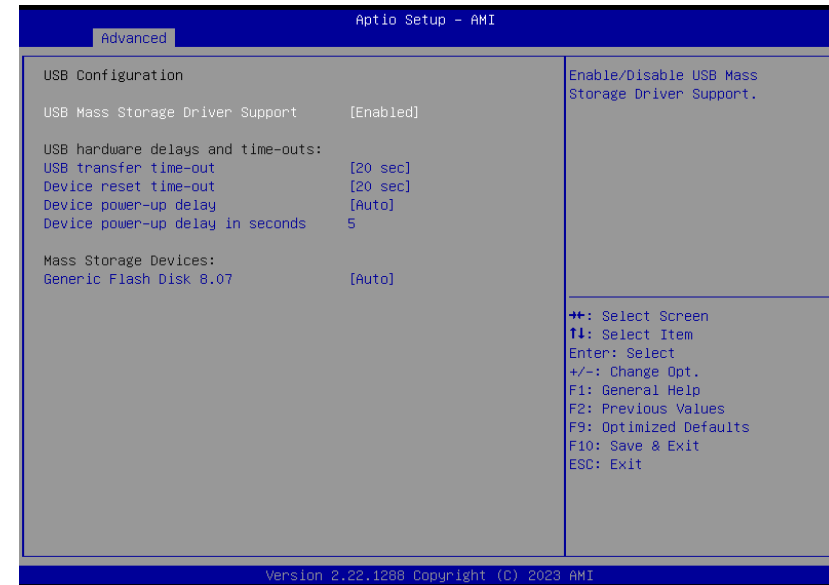 Aptio Setup – AMI
Advanced
USB Configuration
USB Mass Storage Driver Support [Enabled]
USB hardware delays and time-outs:
USB transfer time-out [20 sec]
Device reset time-out [20 sec]
Device power-up delay [Auto]
Device power-up delay in seconds 5
Mass Storage Devices:
Generic Flash Disk 8.07 [Auto]
Enable/Disable USB Mass
Storage Driver Support.
→←: Select Screen
↑↓: Select Item
Enter: Select
+/-: Change Opt.
F1: General Help
F2: Previous Values
F9: Optimized Defaults
F10: Save & Exit
ESC: Exit
Version 2.22.1288 Copyright (C) 2023 AMI